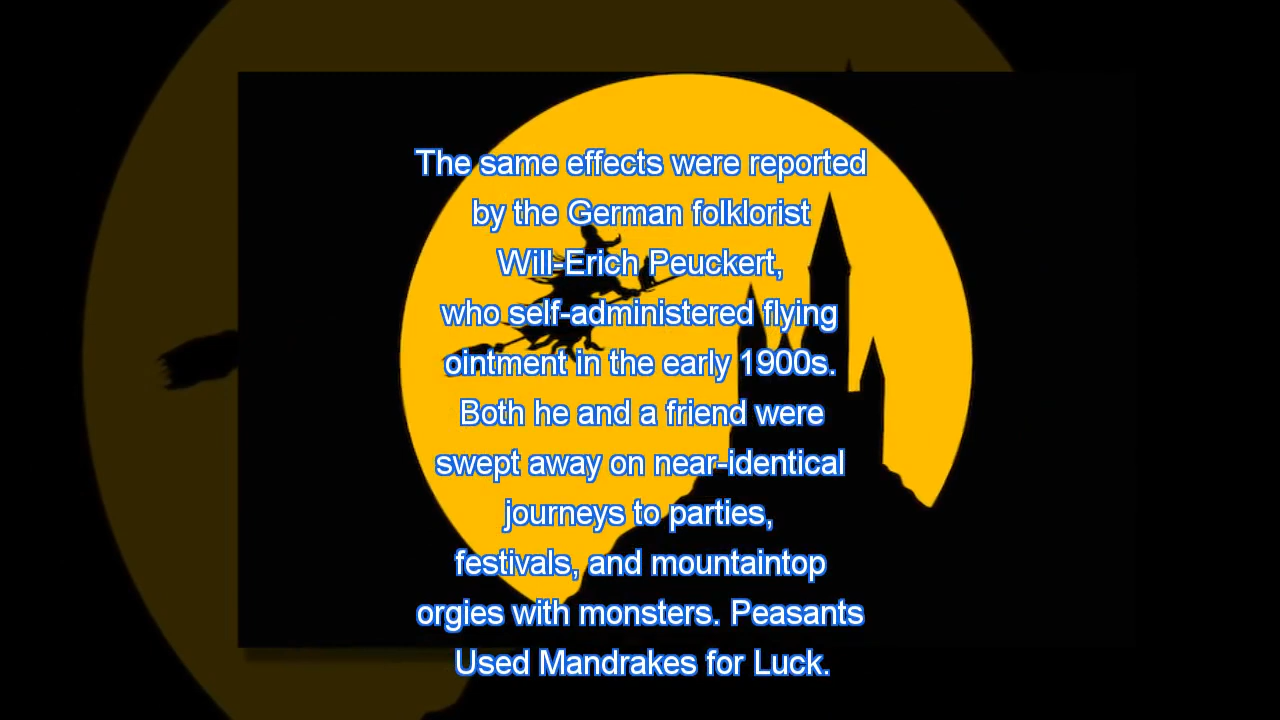 The same effects were reported
by the German folklorist
Will-Erich Peuckert,
who self-administered flying
ointment in the early 1900s.
Both he and a friend were
swept away on near-identical
journeys to parties,
festivals, and mountaintop
orgies with monsters. Peasants
Used Mandrakes for Luck.